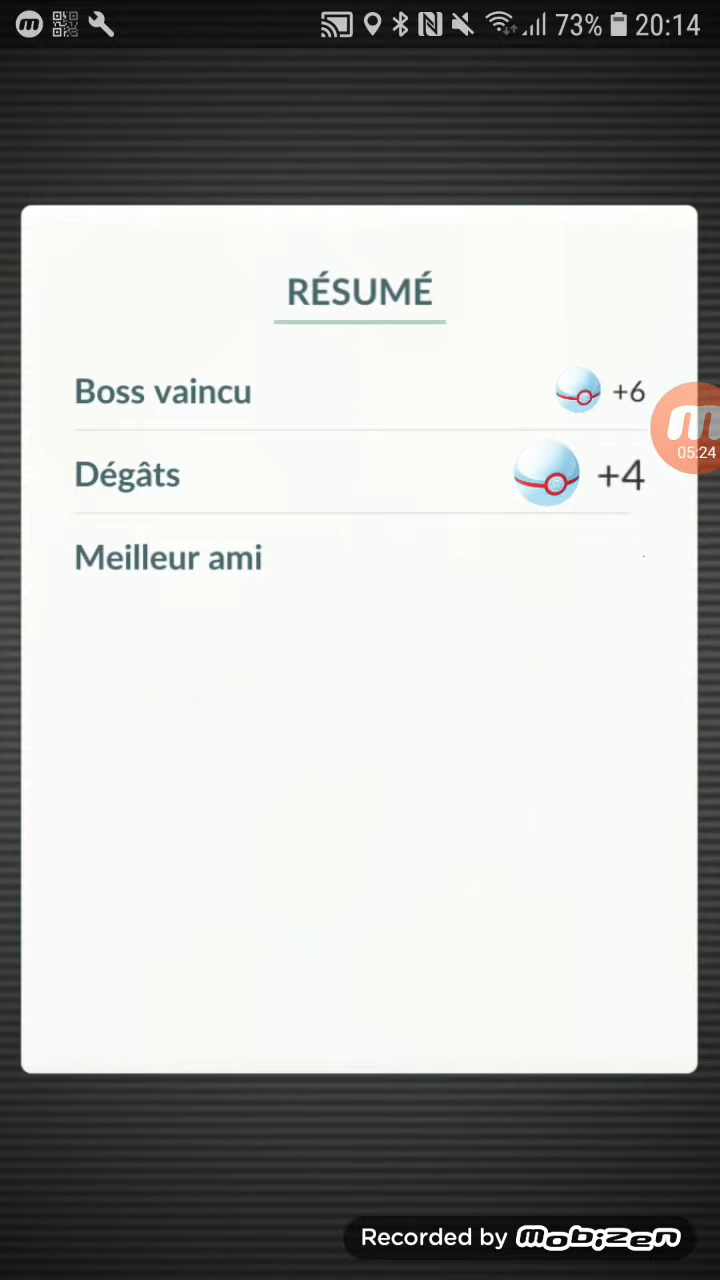 73% 20:14
RÉSUMÉ
Boss vaincu +6
Dégâts +4
05:24
Meilleur ami
Recorded by mobizen